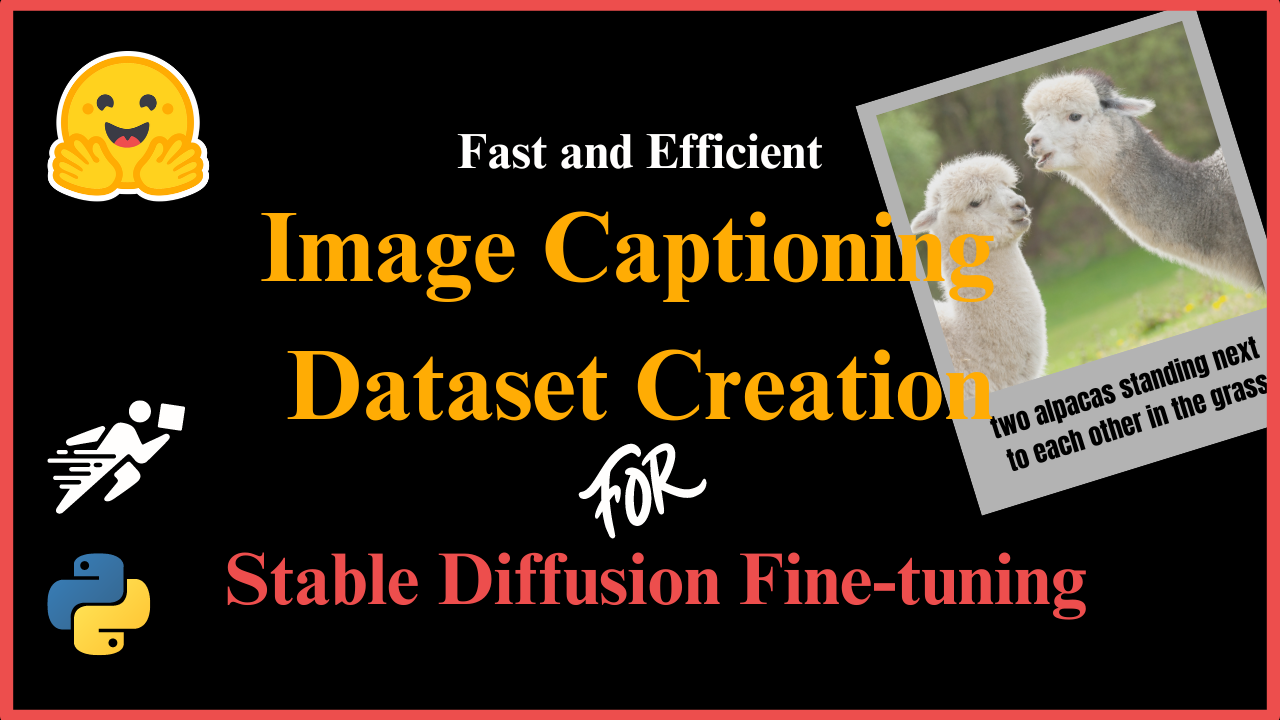 Fast and Efficient
Image Captioning
Dataset Creation
two alpacas standing next
to each other in the grass
FOR
Stable Diffusion Fine-tuning